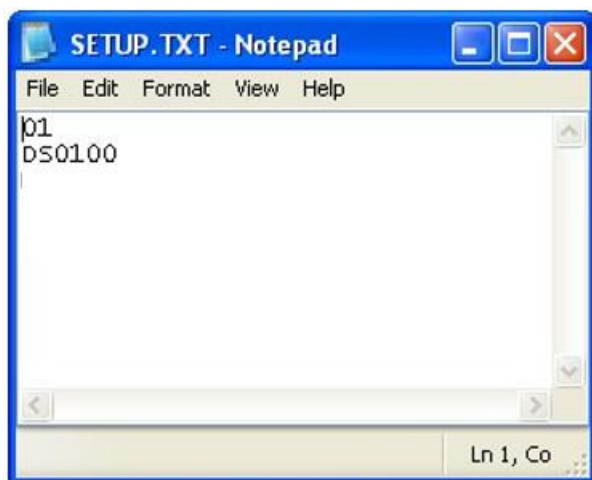 SETUP.TXT - Notepad
File Edit Format View Help
01
DS0100
Ln 1, Co